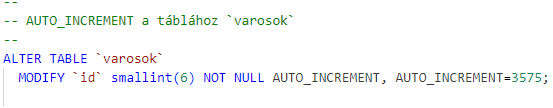 --
-- AUTO_INCREMENT a táblához `varosok`
--
ALTER TABLE `varosok`
  MODIFY `id` smallint(6) NOT NULL AUTO_INCREMENT, AUTO_INCREMENT=3575;